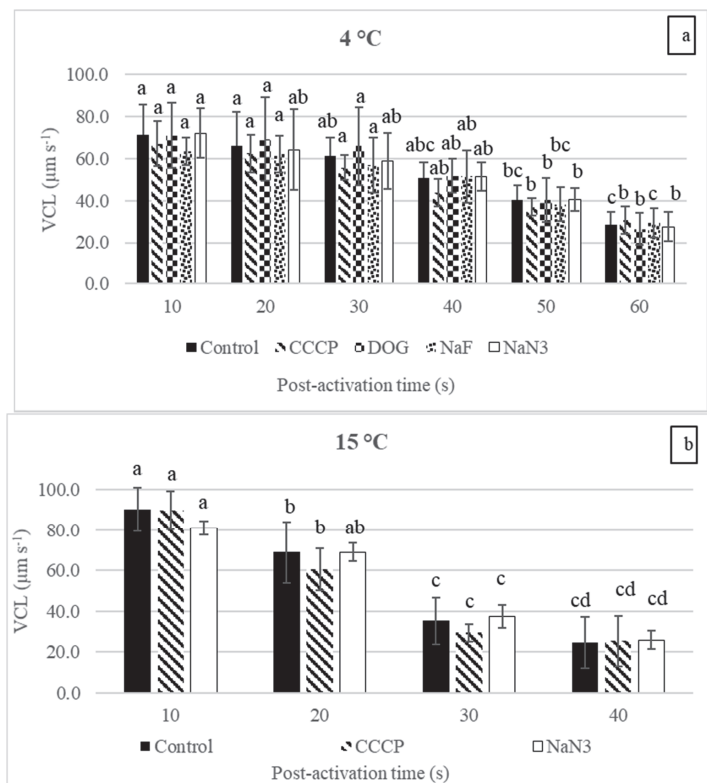 4 °C
a
100.0
80.0
60.0
40.0
20.0
0.0
VCL (µm s-1)
a a a a a
a a a a ab
ab a a a ab
abc ab ab ab ab
bc b b bc b
c b b c b
10 20 30 40 50 60
Control CCCP DOG NaF NaN3
Post-activation time (s)
15 °C
b
100.0
80.0
60.0
40.0
20.0
0.0
VCL (µm s-1)
a a a
b b ab
c c c
cd cd cd
10 20 30 40
Control CCCP NaN3
Post-activation time (s)